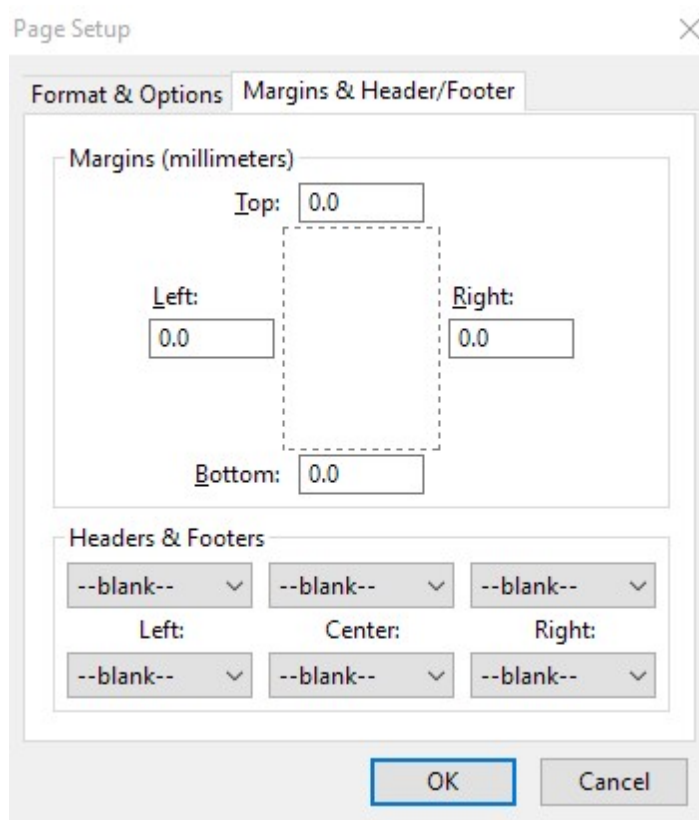 Page Setup
Format & Options Margins & Header/Footer
Margins (millimeters)
Top: 0.0
Left: Right:
0.0 0.0
Bottom: 0.0
Headers & Footers
--blank-- --blank-- --blank--
Left: Center: Right:
--blank-- --blank-- --blank--
OK Cancel